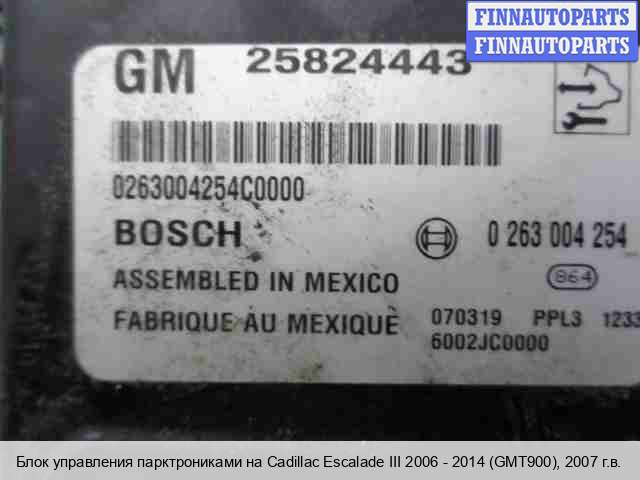 FINNAUTOPARTS
FINNAUTOPARTS
GM 25824443
0263004254C0000
BOSCH 0 263 004 254
ASSEMBLED IN MEXICO 864
FABRIQUE AU MEXIQUE 070319 PPL3 1233
6002JC0000
Блок управления парктрониками на Cadillac Escalade III 2006 - 2014 (GMT900), 2007 г.в.